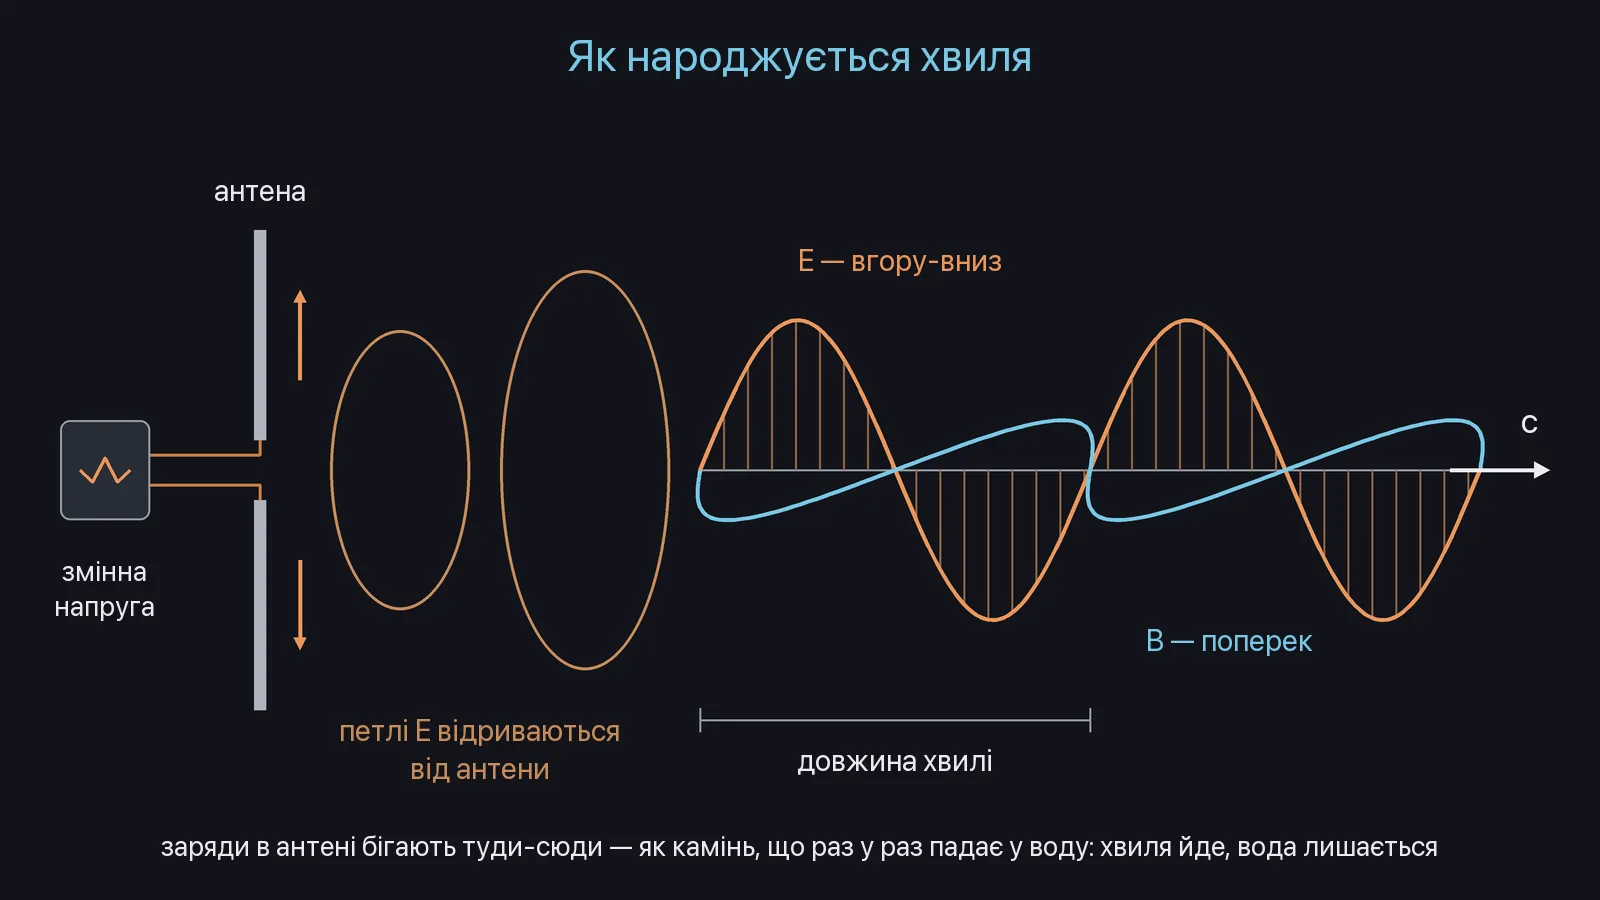 Як народжується хвиля
антена
E — вгору-вниз
c
змінна
напруга
B — поперек
петлі E відриваються
від антени
довжина хвилі
заряди в антені бігають туди-сюди — як камінь, що раз у раз падає у воду: хвиля йде, вода лишається